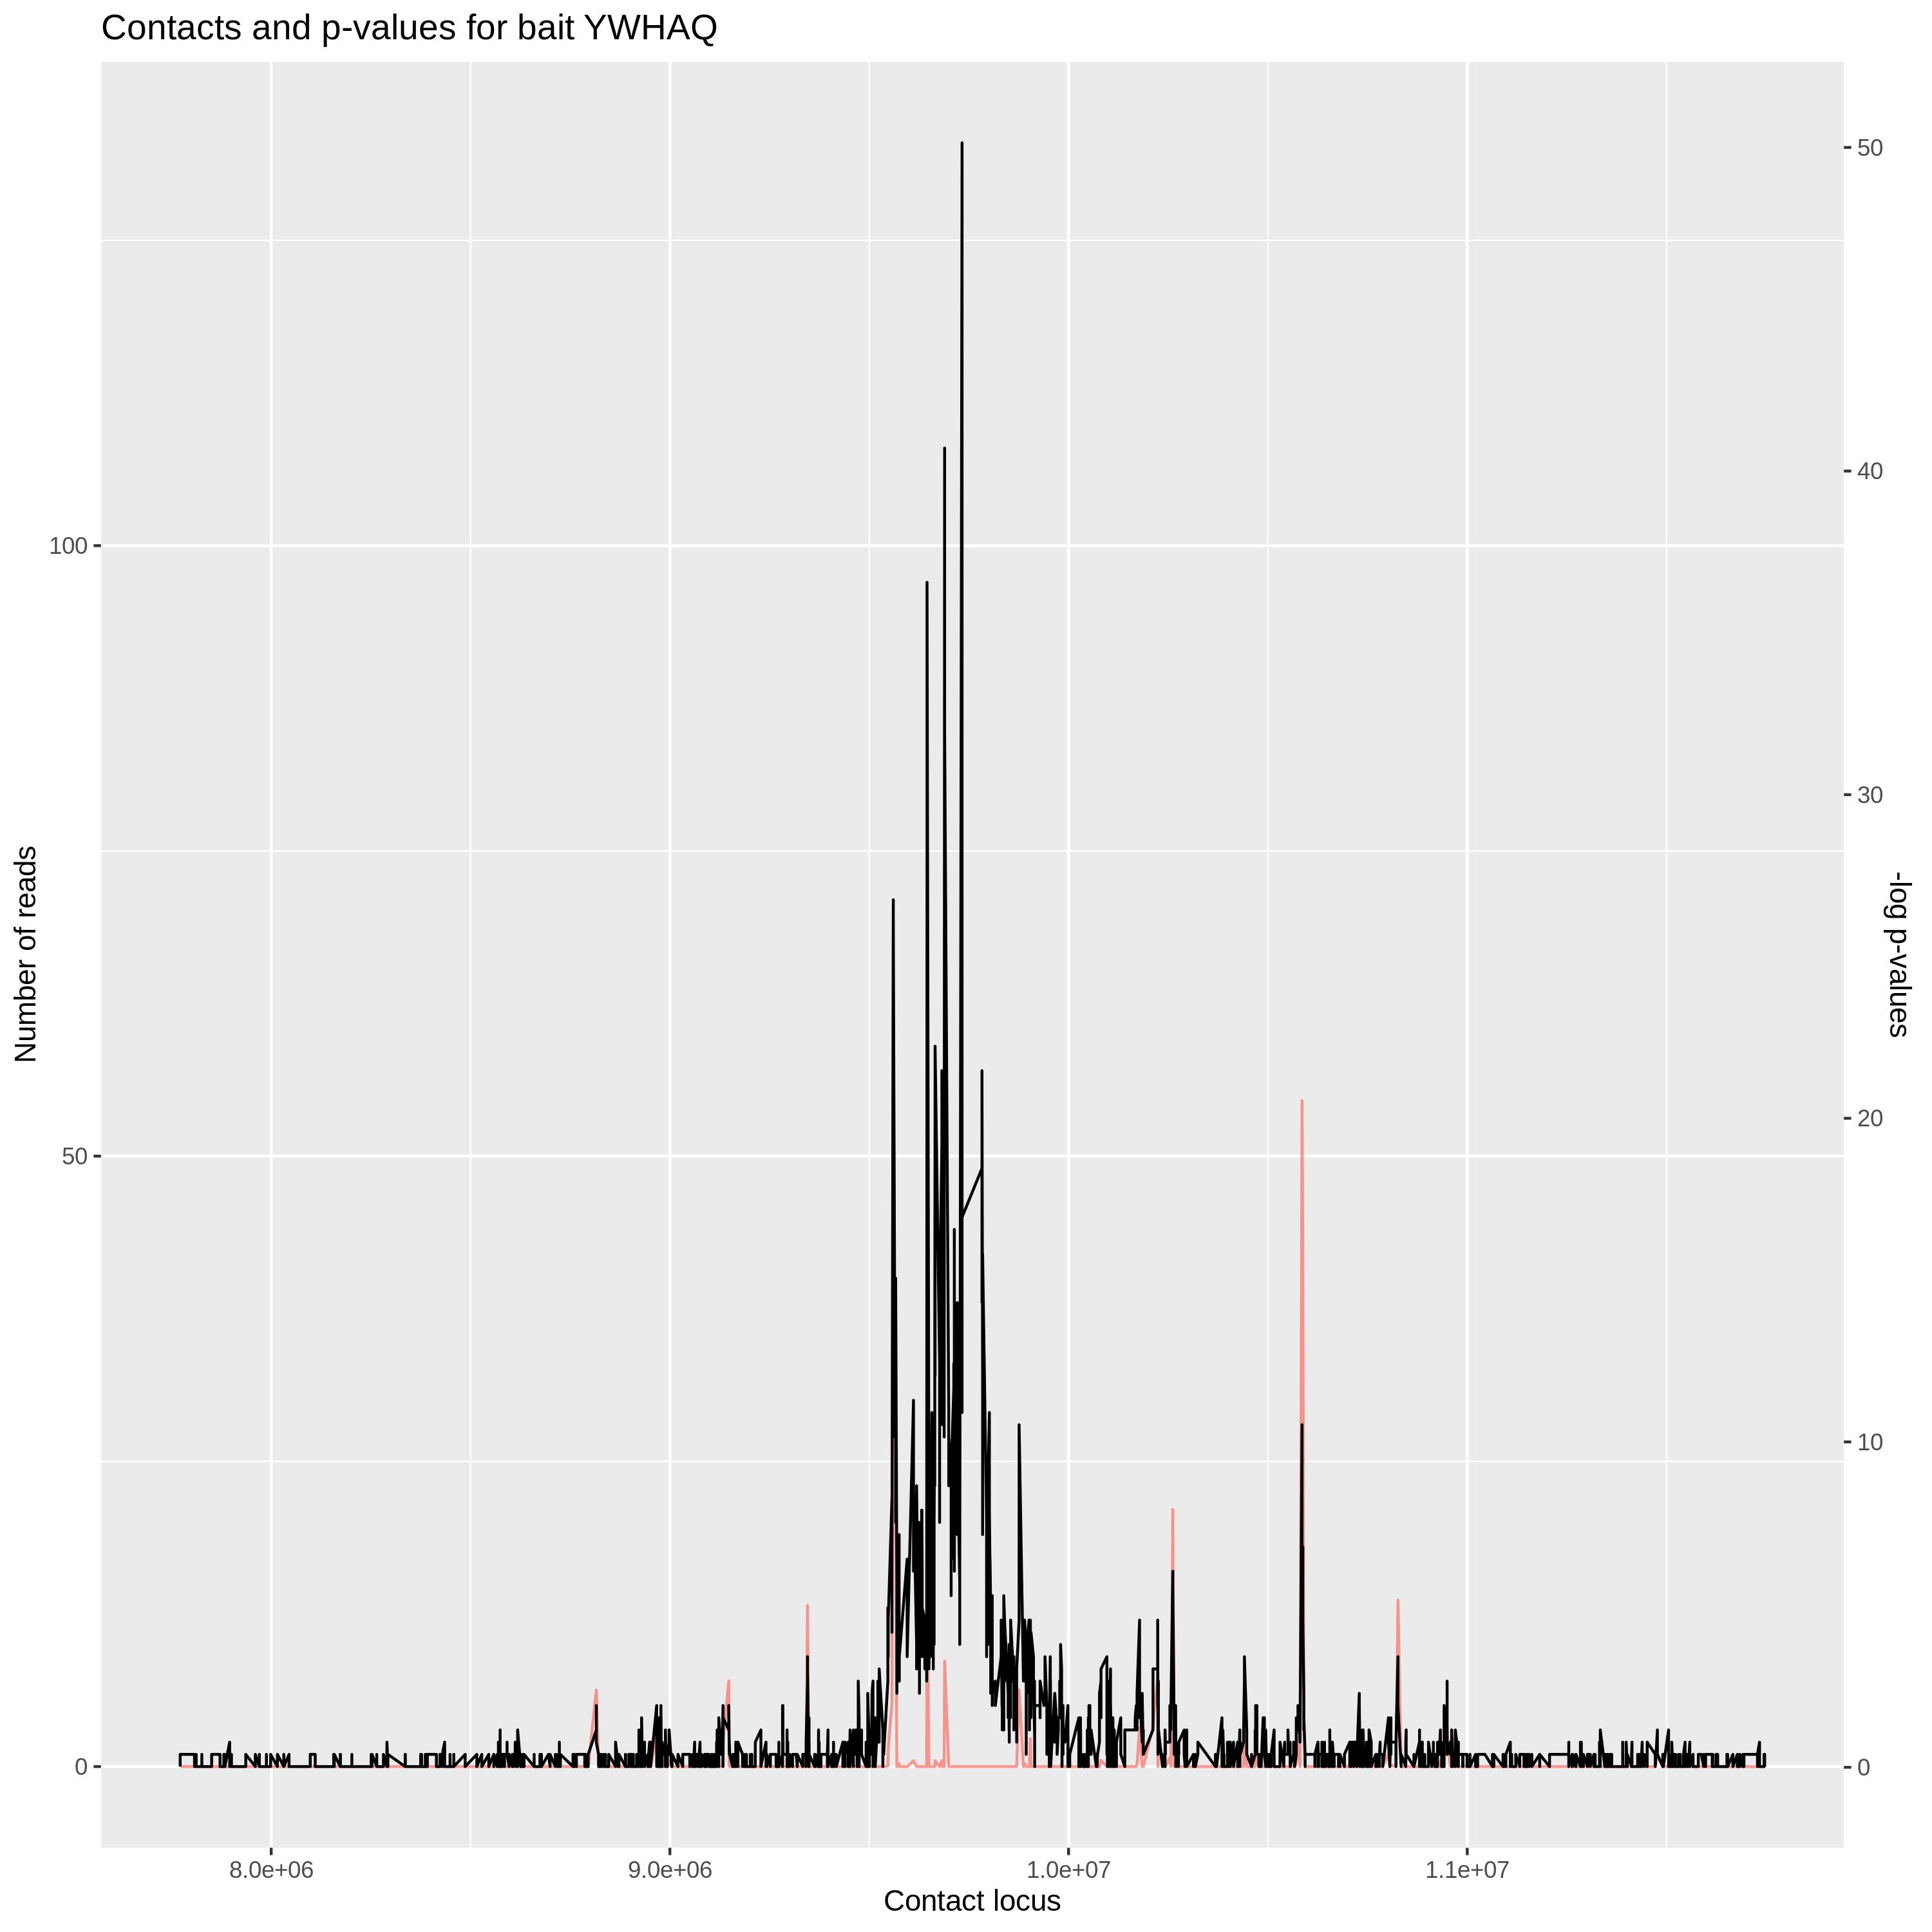 Contacts and p-values for bait YWHAQ
Number of reads
100
50
0
50
40
30
20
10
0
-log p-values
8.0e+06
9.0e+06
1.0e+07
1.1e+07
Contact locus